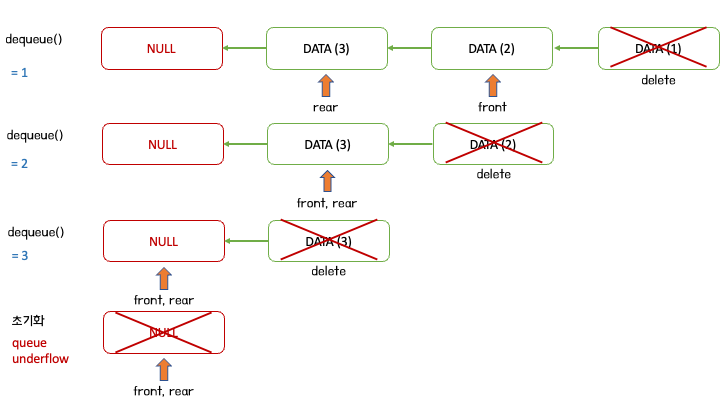 dequeue()
= 1
NULL
DATA (3)
DATA (2)
DATA (1)
rear
front
delete
dequeue()
= 2
NULL
DATA (3)
DATA (2)
front, rear
delete
dequeue()
= 3
NULL
DATA (3)
front, rear
delete
초기화
queue
underflow
NULL
front, rear